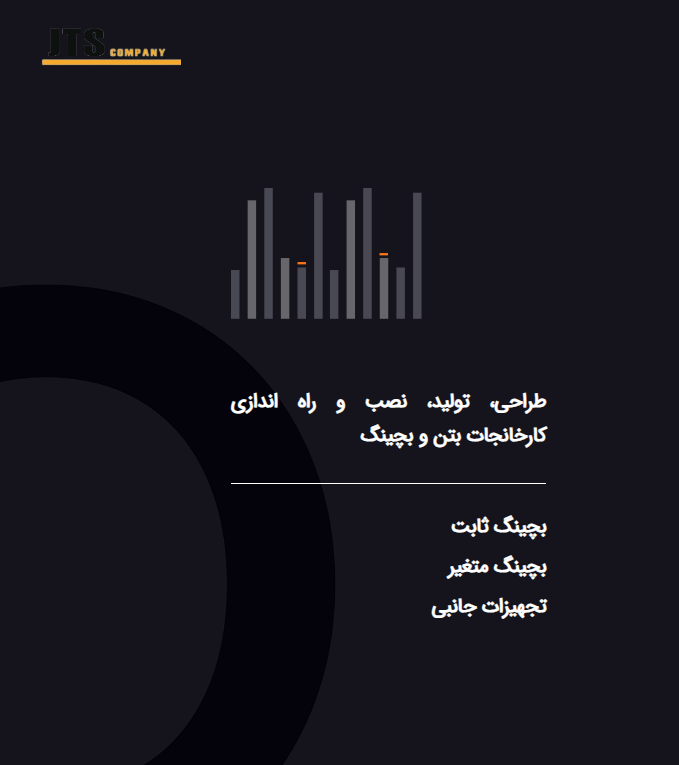 JTS COMPANY
طراحی، تولید، نصب و راه اندازی
کارخانجات بتن و بچینگ
بچینگ ثابت
بچینگ متغیر
تجهیزات جانبی